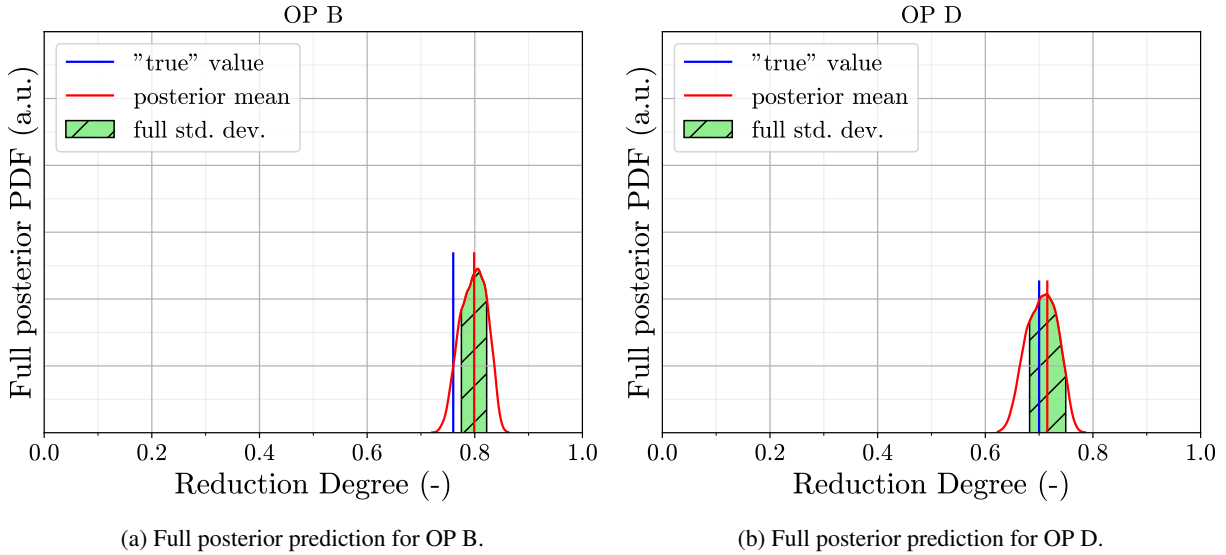 OP B
"true" value
posterior mean
full std. dev.
Full posterior PDF (a.u.)
0.0 0.2 0.4 0.6 0.8 1.0
Reduction Degree (-)
(a) Full posterior prediction for OP B.
OP D
"true" value
posterior mean
full std. dev.
Full posterior PDF (a.u.)
0.0 0.2 0.4 0.6 0.8 1.0
Reduction Degree (-)
(b) Full posterior prediction for OP D.